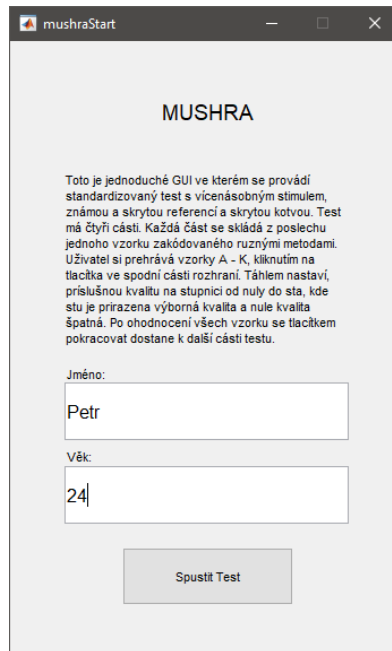 mushraStart
MUSHRA
Toto je jednoduché GUI ve kterém se provádí
standardizovaný test s vícenásobným stimulem,
známou a skrytou referencí a skrytou kotvou. Test
má čtyři části. Každá část se skládá z poslechu
jednoho vzorku zakódovaného ruznými metodami.
Uživatel si prehrává vzorky A - K, kliknutím na
tlacítka ve spodní části rozhraní. Táhlem nastaví,
príslušnou kvalitu na stupnici od nuly do sta, kde
stu je prirazena výborná kvalita a nule kvalita
špatná. Po ohodnocení všech vzorku se tlacítkem
pokracovat dostane k další části testu.
Jméno:
Petr
Věk:
24
Spustit Test